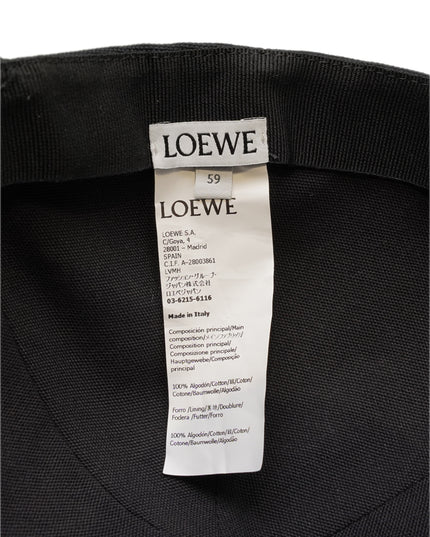 LOEWE
59
LOEWE
LOEWE S.A.
C/Goya, 4
28001 – Madrid
SPAIN
C.I.F. A-28003861
LVMH
ファッショングループ
ジャパン株式会社
ロエベジャパン
03-6215-6116
Made in Italy
Composición principal/Main
composition/メインファブリック/
Composition principale/
Composizione principale/
Hauptgewebe/Composição
principal
100% Algodón/Cotton/綿/Coton/
Cotone/Baumwolle/Algodão
Forro /Lining/裏地/Doublure/
Fodera /Futter/Forro
100% Algodón/Cotton/綿/Coton/
Cotone/Baumwolle/Algodão